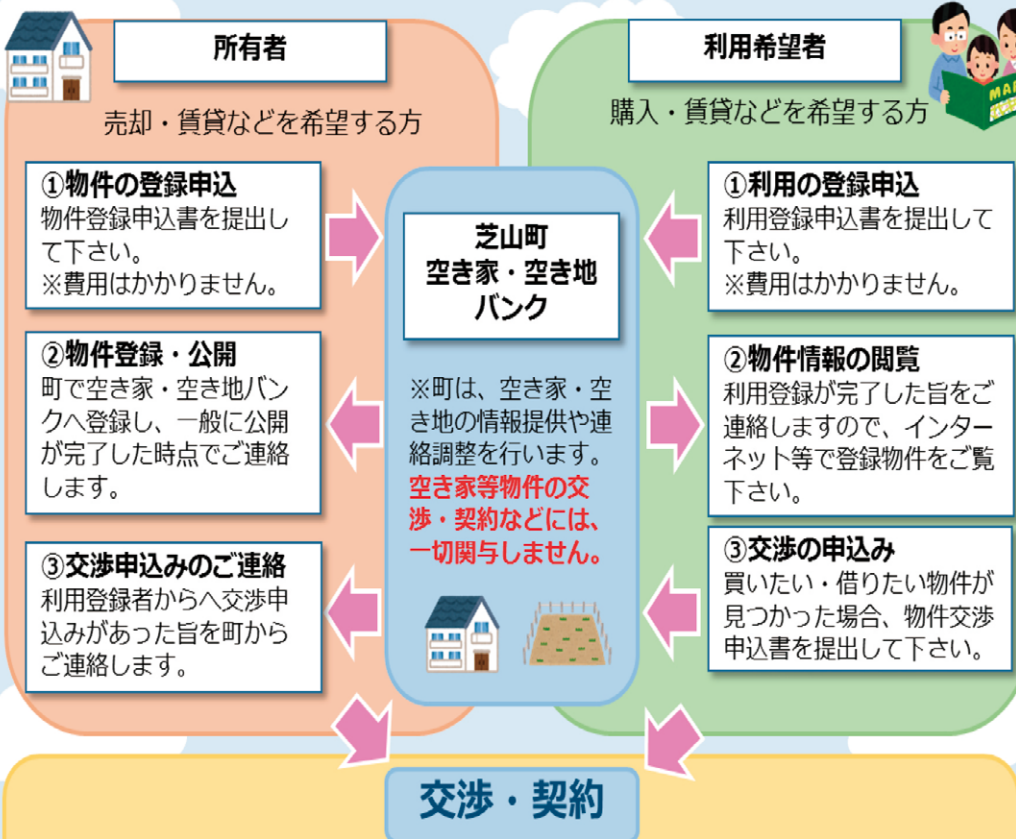 所有者
売却・賃貸などを希望する方
①物件の登録申込
物件登録申込書を提出し
て下さい。
※費用はかかりません。
②物件登録・公開
町で空き家・空き地バン
クへ登録し、一般に公開
が完了した時点でご連絡
します。
③交渉申込みのご連絡
利用登録者からへ交渉申
込みがあった旨を町から
ご連絡します。
芝山町
空き家・空き地
バンク
※町は、空き家・空
き地の情報提供や連
絡調整を行います。
空き家等物件の交
渉・契約などには、
一切関与しません。
利用希望者
MAP
購入・賃貸などを希望する方
①利用の登録申込
利用登録申込書を提出して
下さい。
※費用はかかりません。
②物件情報の閲覧
利用登録が完了した旨をご
連絡しますので、インター
ネット等で登録物件をご覧
下さい。
③交渉の申込み
買いたい・借りたい物件が
見つかった場合、物件交渉
申込書を提出して下さい。
交渉・契約